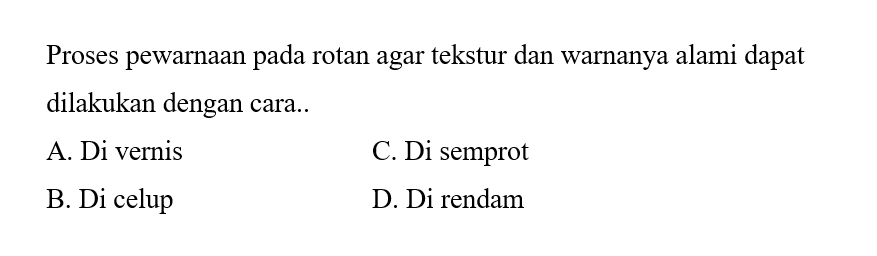 Proses pewarnaan pada rotan agar tekstur dan warnanya alami dapat
dilakukan dengan cara..
A. Di vernis C. Di semprot
B. Di celup D. Di rendam